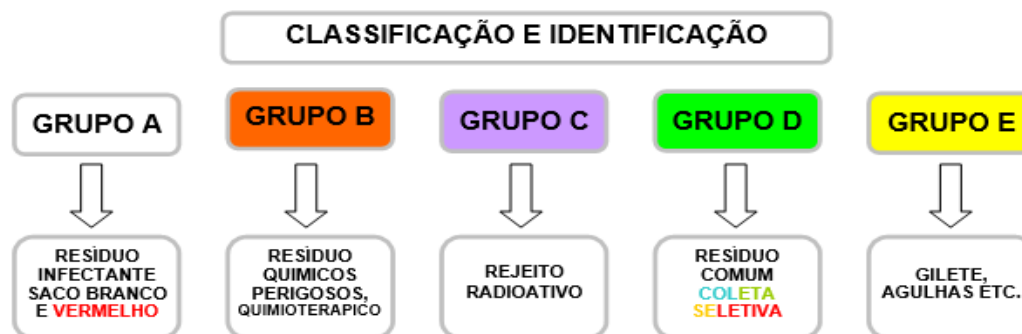 CLASSIFICAÇÃO E IDENTIFICAÇÃO
GRUPO A
GRUPO B
GRUPO C
GRUPO D
GRUPO E
RESÍDUO
INFECTANTE
SACO BRANCO
E VERMELHO
RESÍDUO
QUIMICOS
PERIGOSOS,
QUIMIOTERAPICO
REJEITO
RADIOATIVO
RESÍDUO
COMUM
COLETA
SELETIVA
GILETE,
AGULHAS ETC.